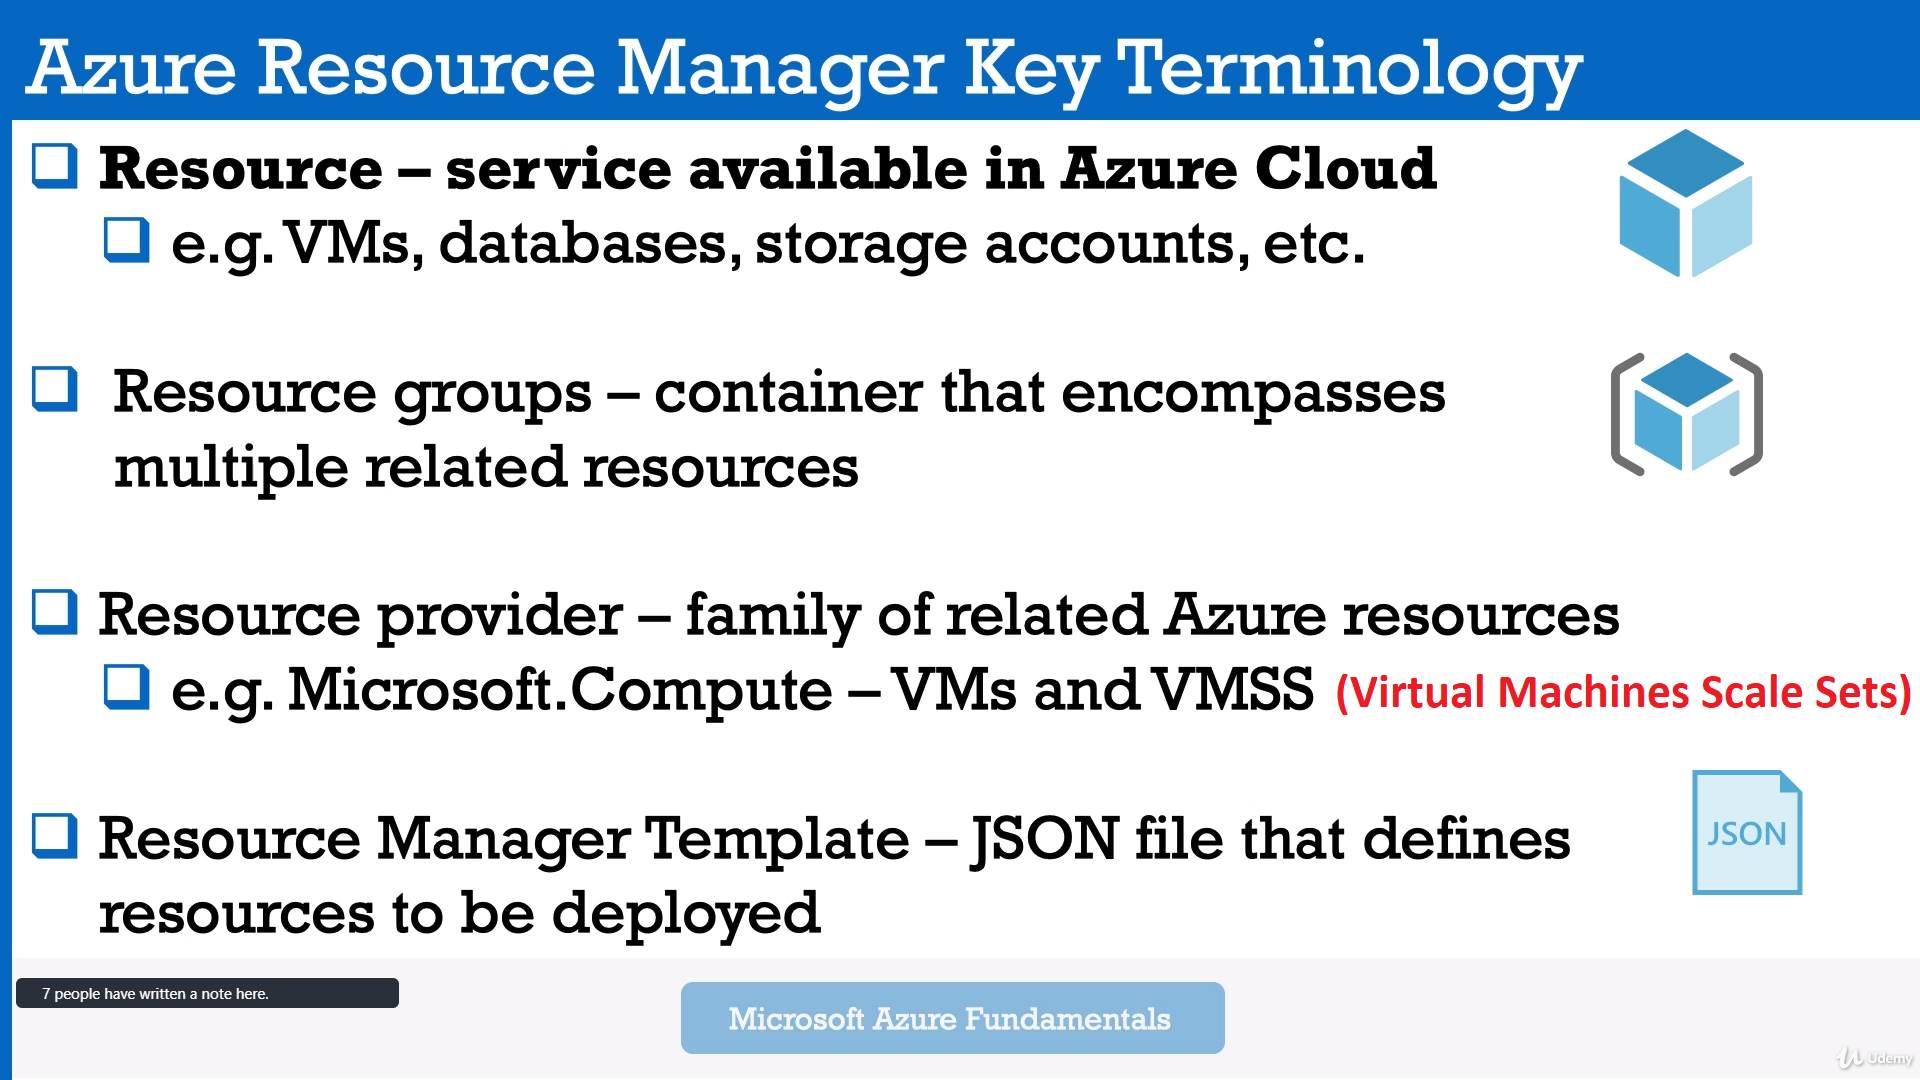 Azure Resource Manager Key Terminology
Resource – service available in Azure Cloud
e.g. VMs, databases, storage accounts, etc.
Resource groups – container that encompasses
multiple related resources
Resource provider – family of related Azure resources
e.g. Microsoft.Compute – VMs and VMSS (Virtual Machines Scale Sets)
Resource Manager Template – JSON file that defines
resources to be deployed
JSON
7 people have written a note here.
Microsoft Azure Fundamentals
Udemy